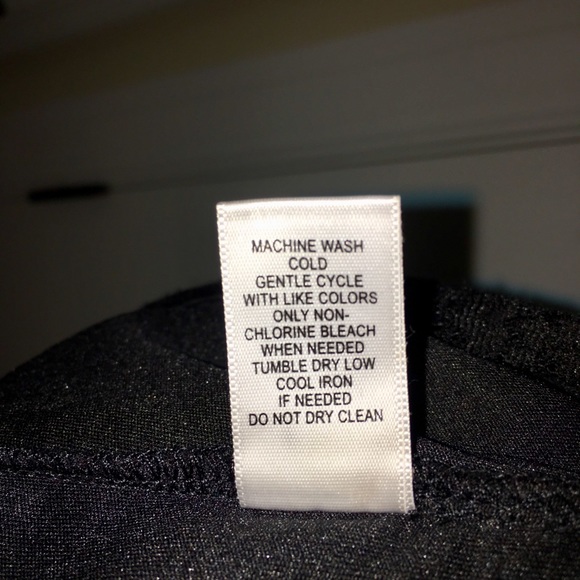 MACHINE WASH
COLD
GENTLE CYCLE
WITH LIKE COLORS
ONLY NON-
CHLORINE BLEACH
WHEN NEEDED
TUMBLE DRY LOW
COOL IRON
IF NEEDED
DO NOT DRY CLEAN